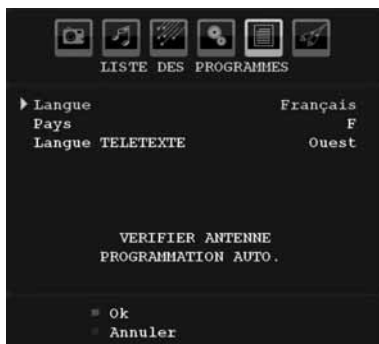 LISTE DES PROGRAMMES
Langue Français
Pays F
Langue TELETEXTE Ouest
VERIFIER ANTENNE
PROGRAMMATION AUTO.
Ok
Annuler